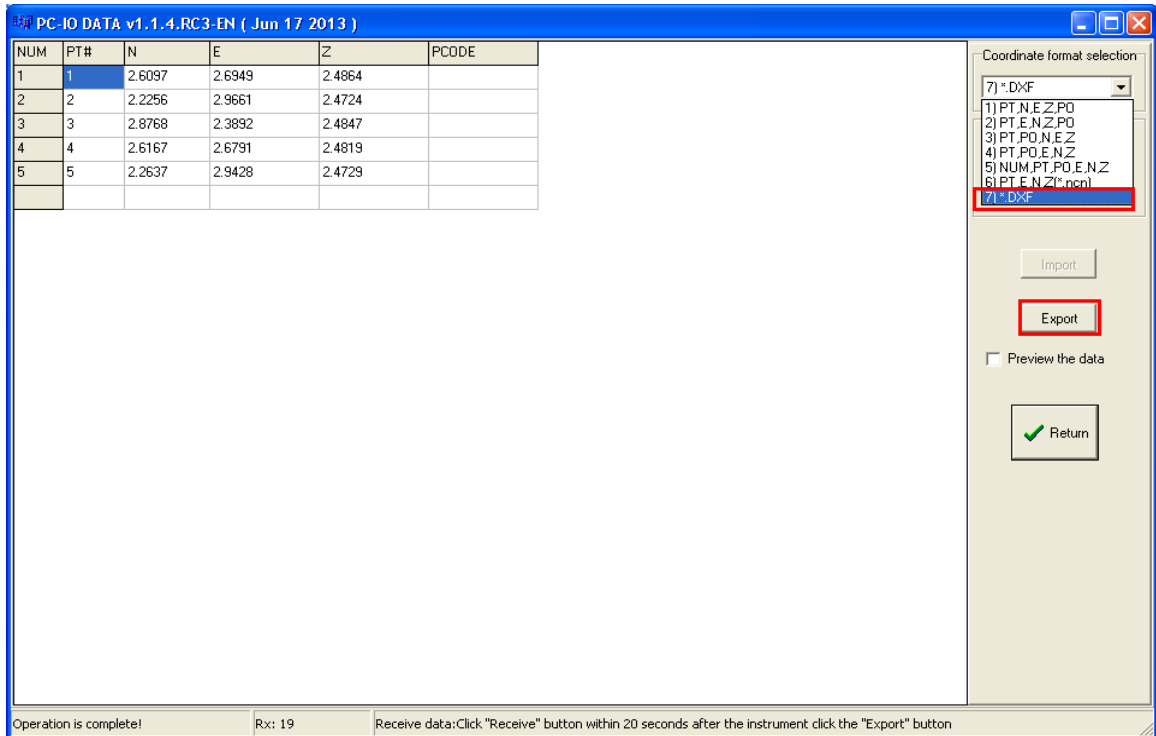 PC-IO DATA v1.1.4.RC3-EN ( Jun 17 2013 )
NUM PT# N E Z PCODE
1 1 2.6097 2.6949 2.4864
2 2 2.2256 2.9661 2.4724
3 3 2.8768 2.3892 2.4847
4 4 2.6167 2.6791 2.4819
5 5 2.2637 2.9428 2.4729
Coordinate format selection
7) *.DXF
1) PT,N,E,Z,PO
2) PT,E,N,Z,PO
3) PT,PO,N,E,Z
4) PT,PO,E,N,Z
5) NUM,PT,PO,E,N,Z
6) PT,E,N,Z(*.ncn)
7) *.DXF
Import
Export
Preview the data
Return
Operation is complete! Rx: 19 Receive data:Click "Receive" button within 20 seconds after the instrument click the "Export" button